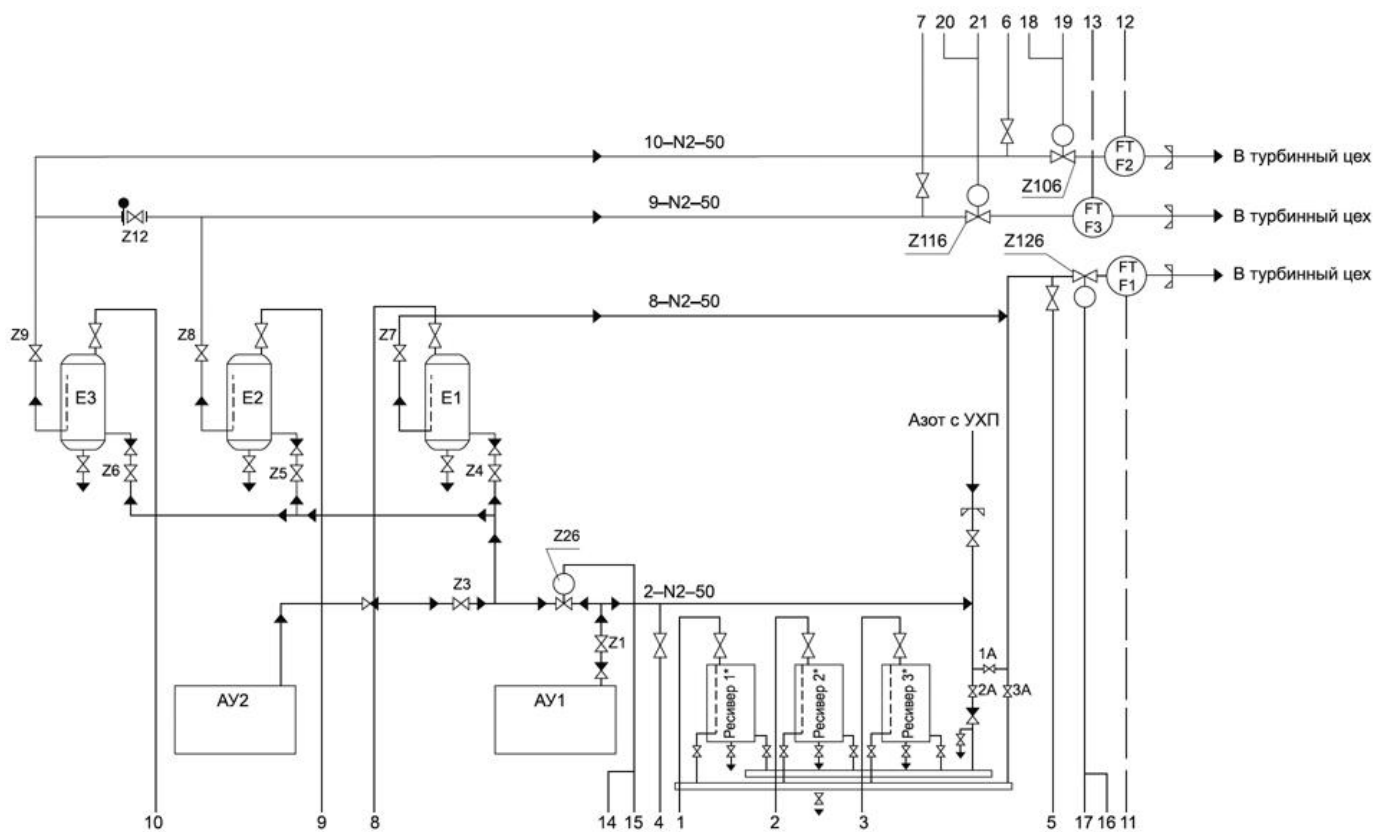 7 20 21 6 18 19 13 12
10–N2–50
FT
F2
В турбинный цех
Z106
9–N2–50
FT
F3
В турбинный цех
Z12
Z116
Z126
FT
F1
В турбинный цех
8–N2–50
Z9
Z8
Z7
E3
E2
E1
Азот с УХП
Z6
Z5
Z4
Z26
Z3
2–N2–50
Z1
1А
2А
3А
АУ2
АУ1
Ресивер 1*
Ресивер 2*
Ресивер 3*
10 9 8 14 15 4 1 2 3 5 17 16 11